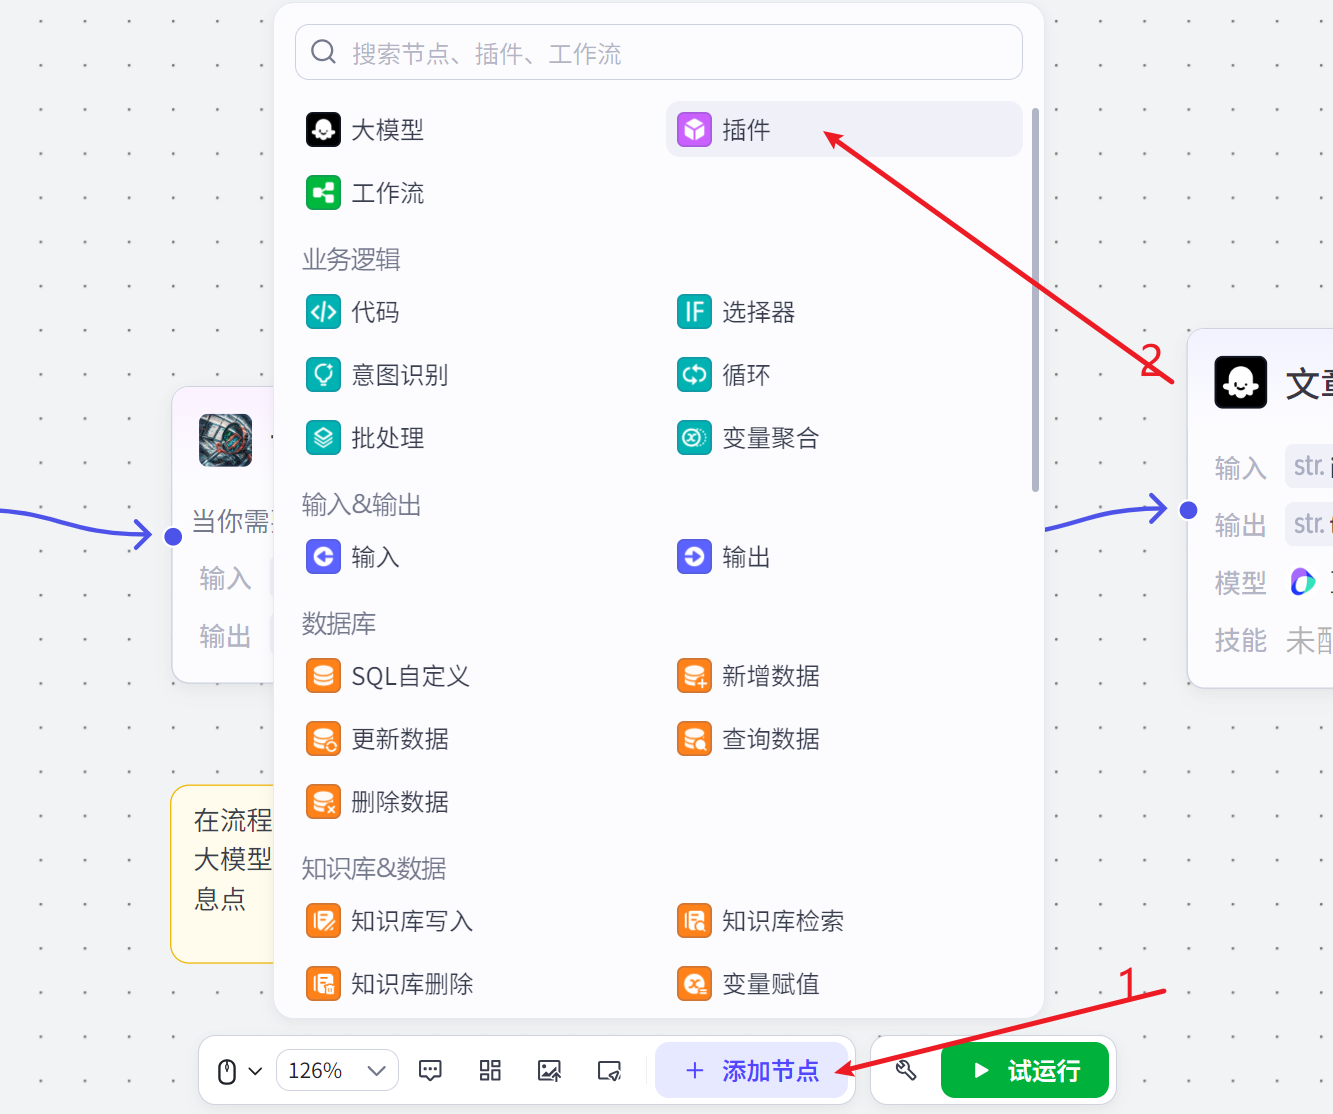 搜索节点、插件、工作流
大模型
插件
工作流
业务逻辑
代码
选择器
意图识别
循环
批处理
变量聚合
输入&输出
输入
输出
数据库
SQL自定义
新增数据
更新数据
查询数据
删除数据
知识库&数据
知识库写入
知识库检索
知识库删除
变量赋值
当你需
输入
输出
在流程
大模型
息点
2
文章
输入 str.
输出 str.
模型
技能 未配
1
126%
添加节点
试运行